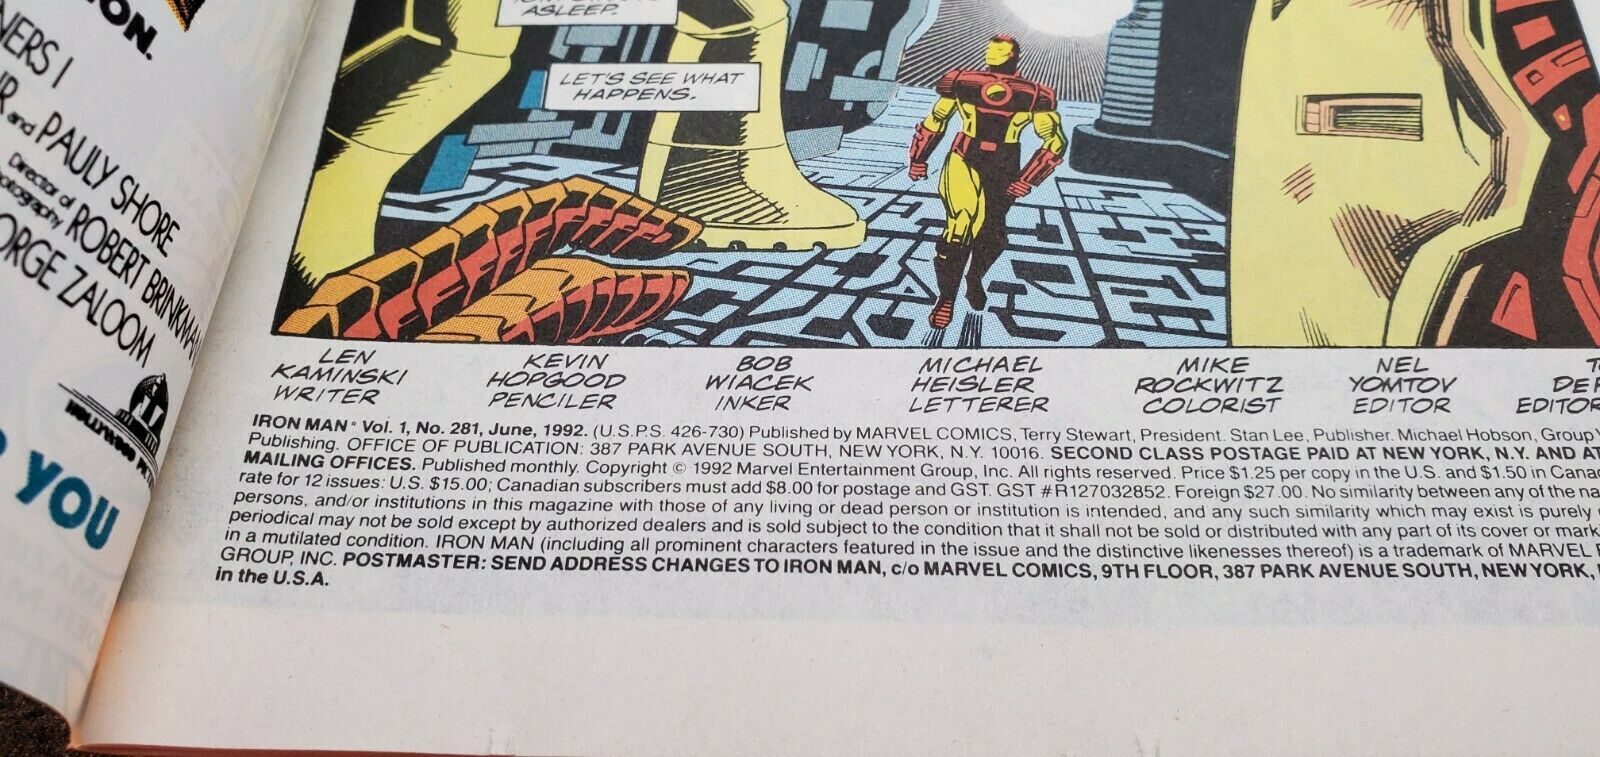 ON.
NERS I
R and PAULY SHORE
Director of
Photography ROBERT BRINKMAN
ORGE ZALOOM
YOU
ASLEEP.
LET'S SEE WHAT
HAPPENS.
LEN
KAMINSKI
WRITER
KEVIN
HOPGOOD
PENCILER
BOB
WIACEK
INKER
MICHAEL
HEISLER
LETTERER
MIKE
ROCKWITZ
COLORIST
NEL
YOMTOV
EDITOR
T
DEF
EDITOR
IRON MAN® Vol. 1, No. 281, June, 1992. (U.S.P.S. 426-730) Published by MARVEL COMICS, Terry Stewart, President. Stan Lee, Publisher. Michael Hobson, Group
Publishing. OFFICE OF PUBLICATION: 387 PARK AVENUE SOUTH, NEW YORK, N.Y. 10016. SECOND CLASS POSTAGE PAID AT NEW YORK, N.Y. AND AT
MAILING OFFICES. Published monthly. Copyright © 1992 Marvel Entertainment Group, Inc. All rights reserved. Price $1.25 per copy in the U.S. and $1.50 in Canad
rate for 12 issues: U.S. $15.00; Canadian subscribers must add $8.00 for postage and GST. GST #R127032852. Foreign $27.00. No similarity between any of the na
persons, and/or institutions in this magazine with those of any living or dead person or institution is intended, and any such similarity which may exist is purely
periodical may not be sold except by authorized dealers and is sold subject to the condition that it shall not be sold or distributed with any part of its cover or mark
in a mutilated condition. IRON MAN (including all prominent characters featured in the issue and the distinctive likenesses thereof) is a trademark of MARVEL
GROUP, INC. POSTMASTER: SEND ADDRESS CHANGES TO IRON MAN, c/o MARVEL COMICS, 9TH FLOOR, 387 PARK AVENUE SOUTH, NEW YORK,
in the U.S.A.